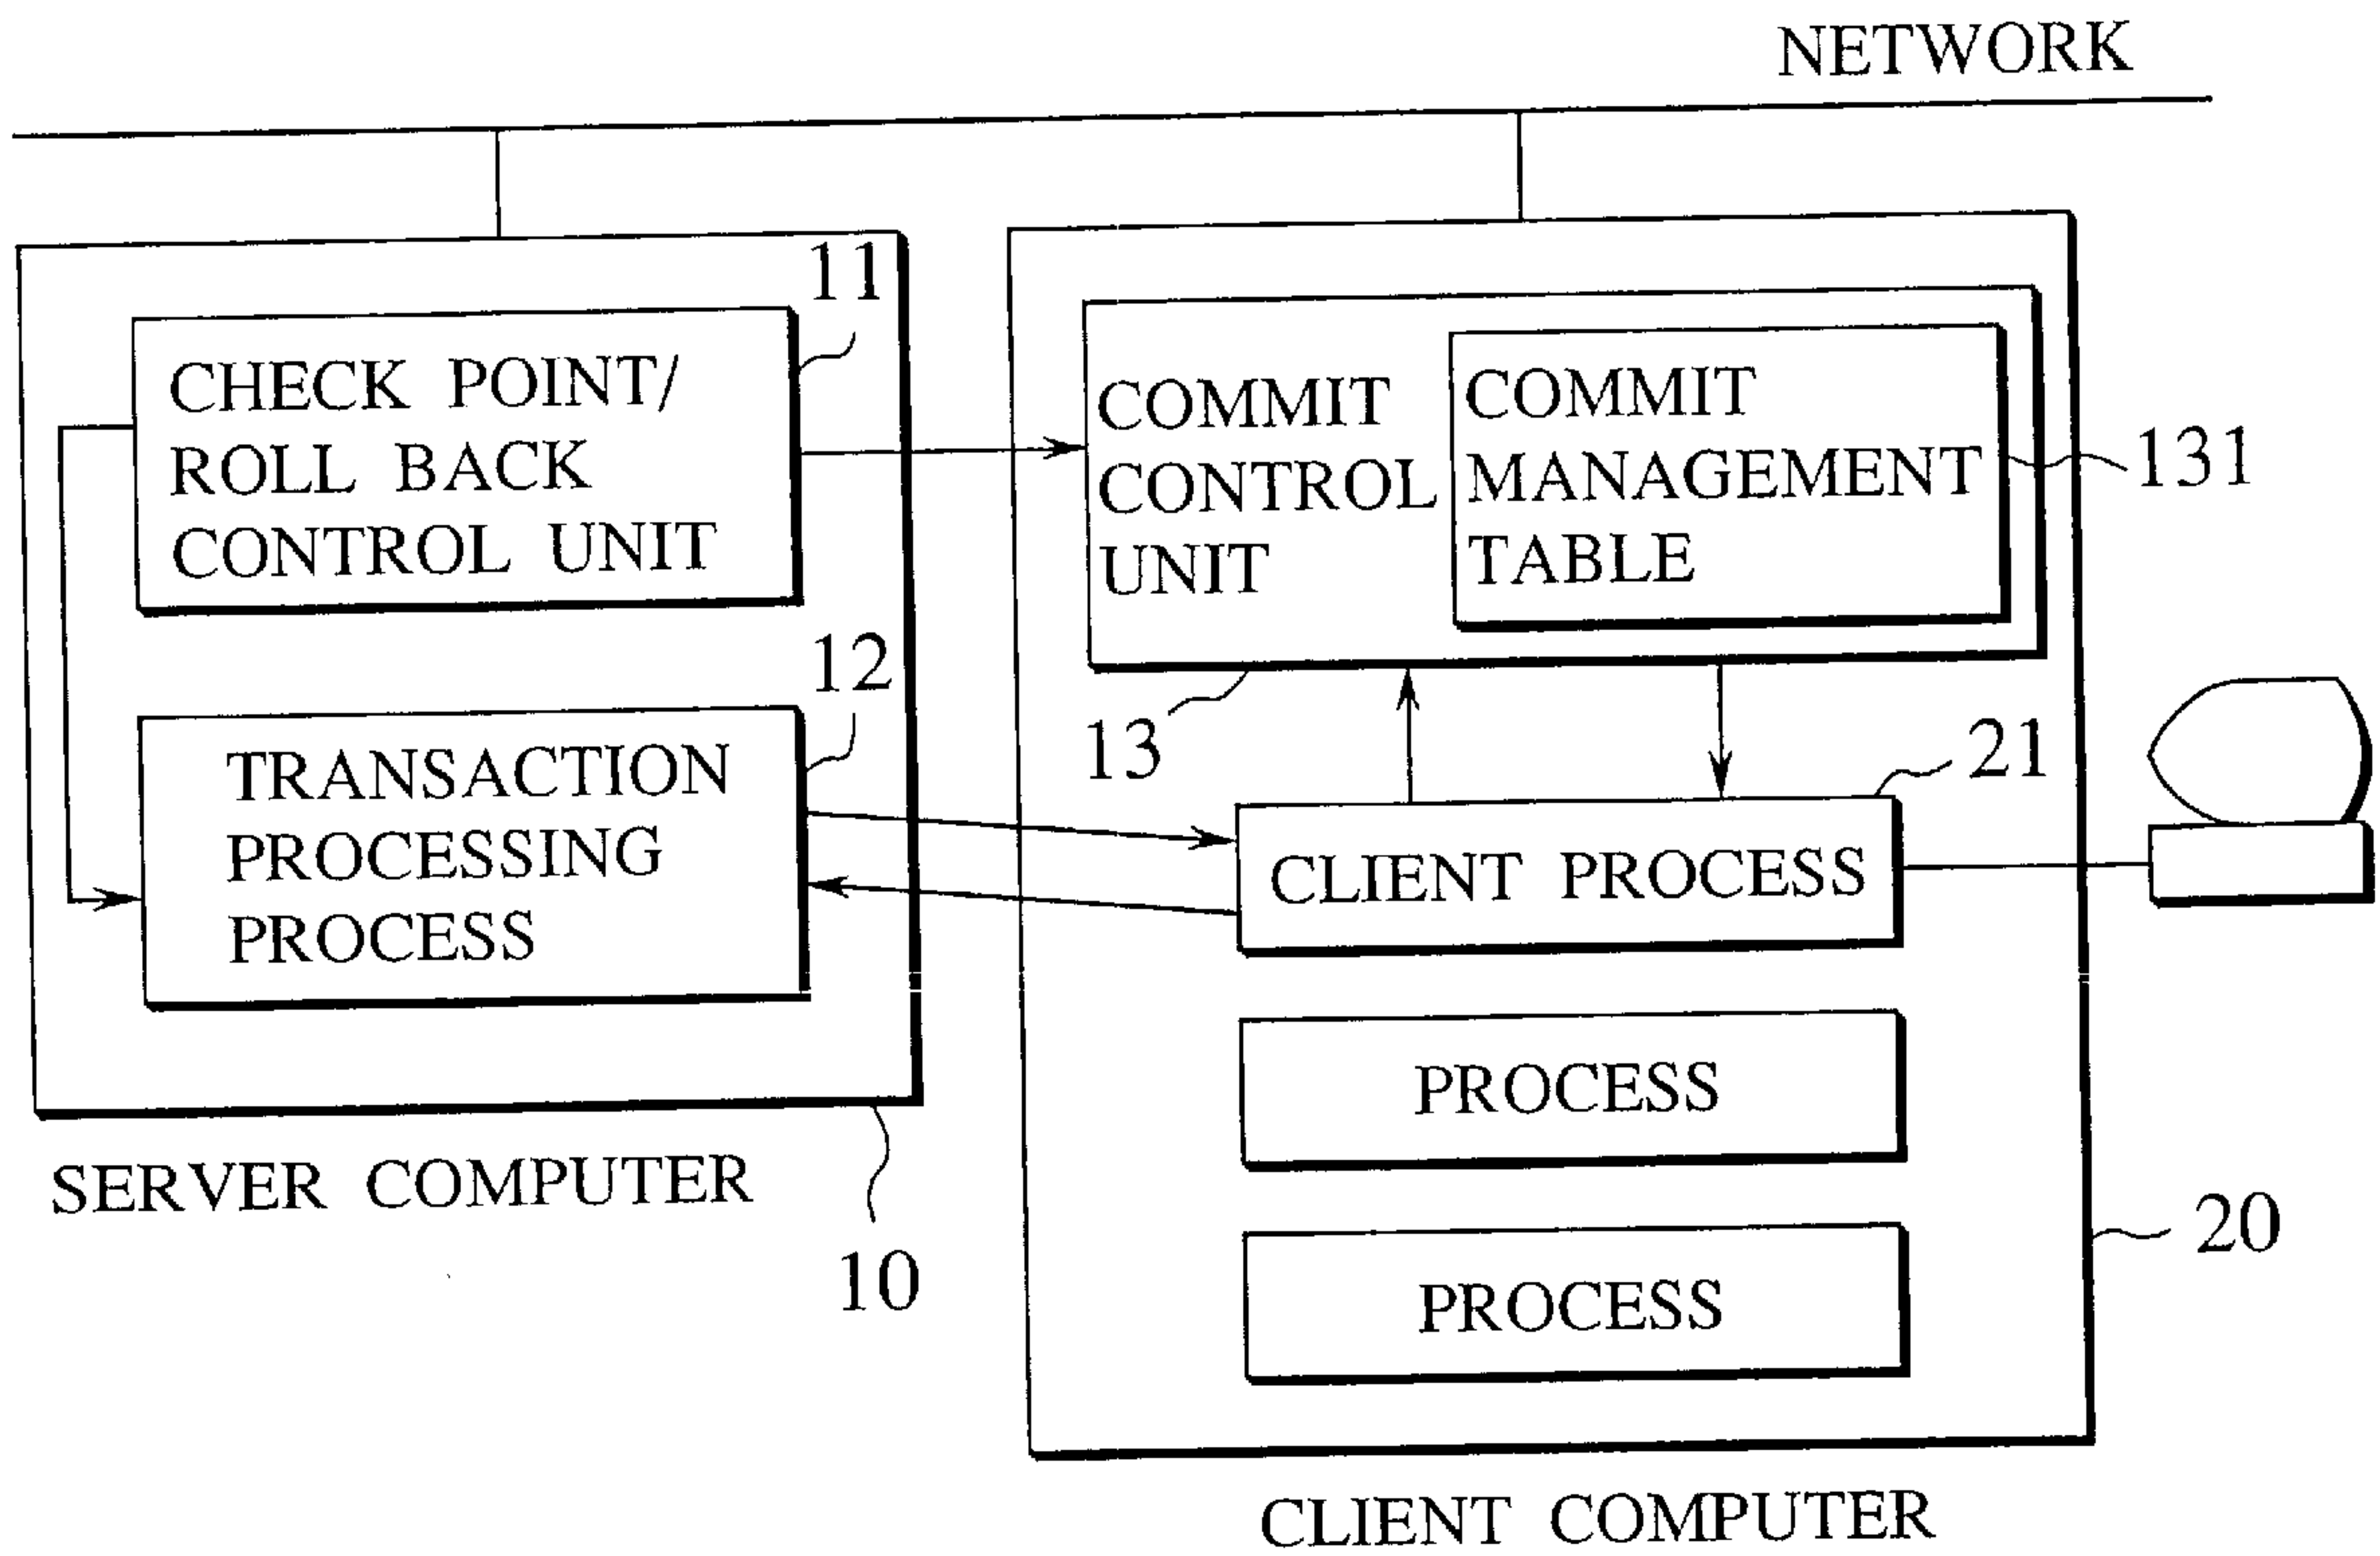 NETWORK
11
CHECK POINT/
ROLL BACK
CONTROL UNIT
12
TRANSACTION
PROCESSING
PROCESS
SERVER COMPUTER
10
COMMIT
CONTROL
UNIT
COMMIT
MANAGEMENT
TABLE
131
13
21
CLIENT PROCESS
PROCESS
PROCESS
20
CLIENT COMPUTER